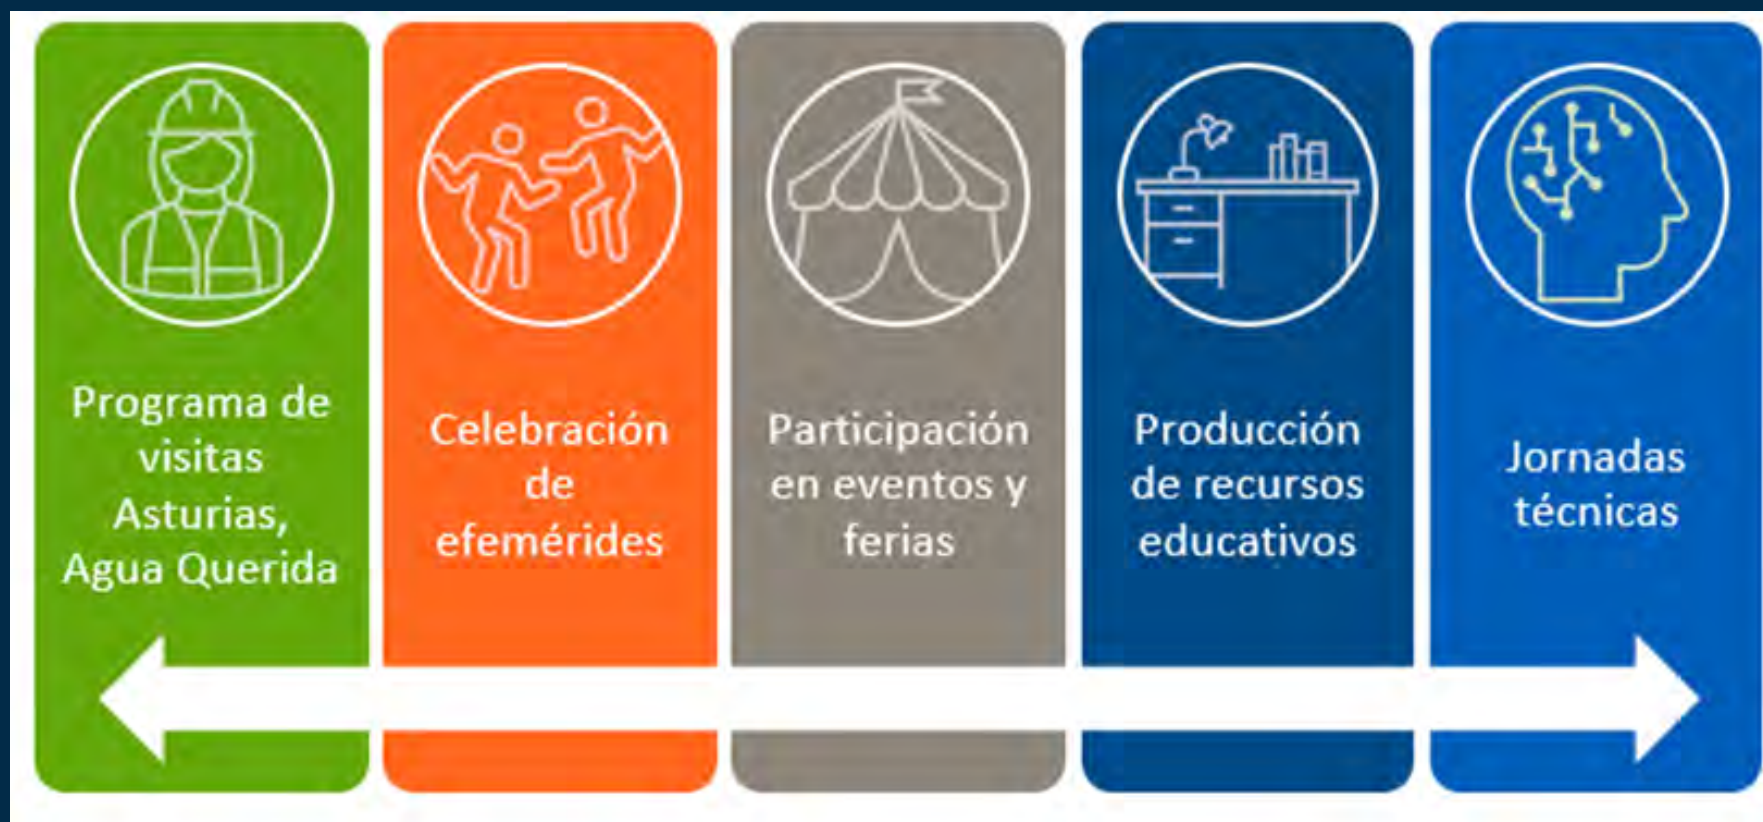 Programa de
visitas
Asturias,
Agua Querida
Celebración
de
efemérides
Participación
en eventos y
ferias
Producción
de recursos
educativos
Jornadas
técnicas